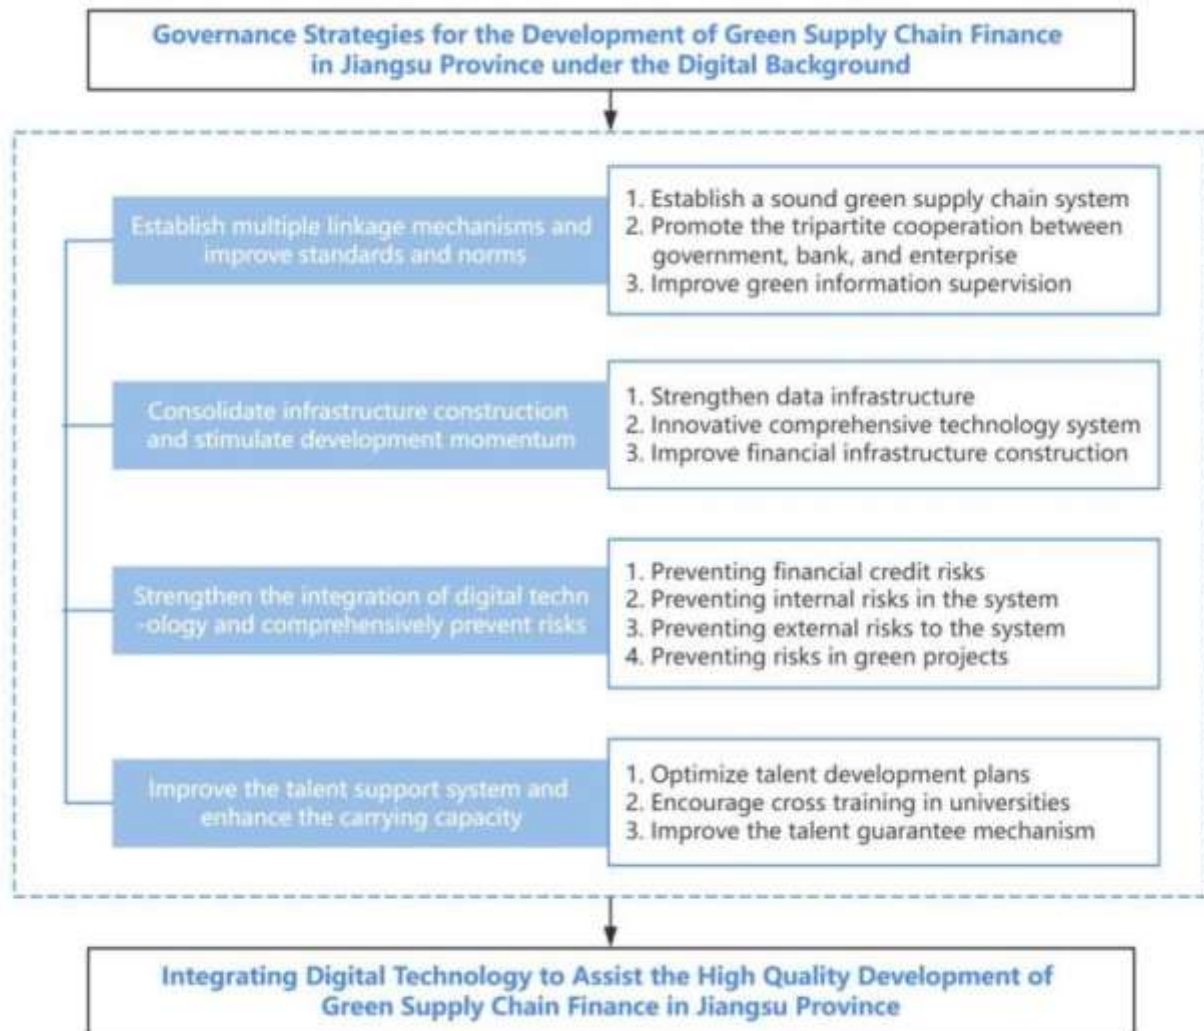 Governance Strategies for the Development of Green Supply Chain Finance
in Jiangsu Province under the Digital Background
Establish multiple linkage mechanisms and
improve standards and norms
1. Establish a sound green supply chain system
2. Promote the tripartite cooperation between
government, bank, and enterprise
3. Improve green information supervision
Consolidate infrastructure construction
and stimulate development momentum
1. Strengthen data infrastructure
2. Innovative comprehensive technology system
3. Improve financial infrastructure construction
Strengthen the integration of digital techn
-ology and comprehensively prevent risks
1. Preventing financial credit risks
2. Preventing internal risks in the system
3. Preventing external risks to the system
4. Preventing risks in green projects
Improve the talent support system and
enhance the carrying capacity
1. Optimize talent development plans
2. Encourage cross training in universities
3. Improve the talent guarantee mechanism
Integrating Digital Technology to Assist the High Quality Development of
Green Supply Chain Finance in Jiangsu Province